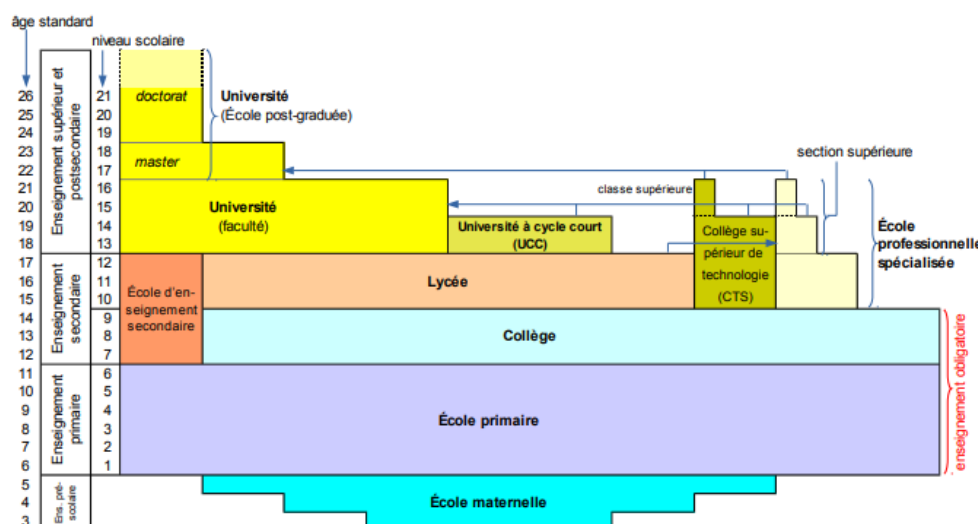 âge standard
niveau scolaire
Enseignement supérieur et
postsecondaire
26
25
24
23
22
21
20
19
18
21
20
19
18
17
16
15
14
13
doctorat
master
Université
(École post-graduée)
section supérieure
classe supérieure
Université
(faculté)
Université à cycle court
(UCC)
Collège su-
périeur de
technologie
(CTS)
École
professionnelle
spécialisée
Enseignement
secondaire
17
16
15
14
13
12
12
11
10
9
8
7
École d'en-
seignement
secondaire
Lycée
Collège
enseignement obligatoire
Enseignement
primaire
11
10
9
8
7
6
6
5
4
3
2
1
École primaire
Ens. pré-
scolaire
5
4
3
École maternelle